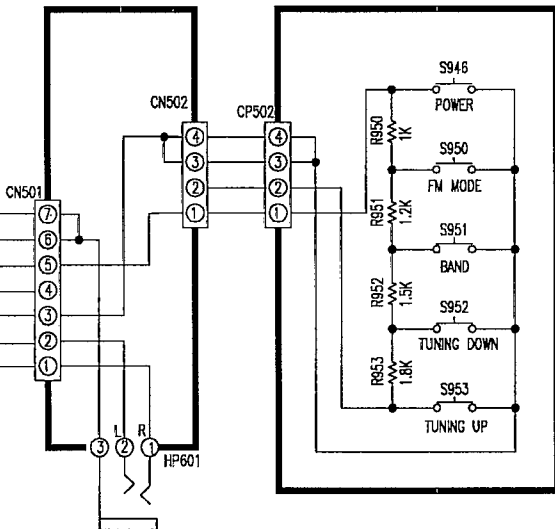 CN501
7
6
5
4
3
2
1
CN502
4
3
2
1
CP502
4
3
2
1
L R
3 2 1
HP601
R950
1K
R951
1.2K
R952
1.5K
R953
1.8K
S946
POWER
S950
FM MODE
S951
BAND
S952
TUNING DOWN
S953
TUNING UP